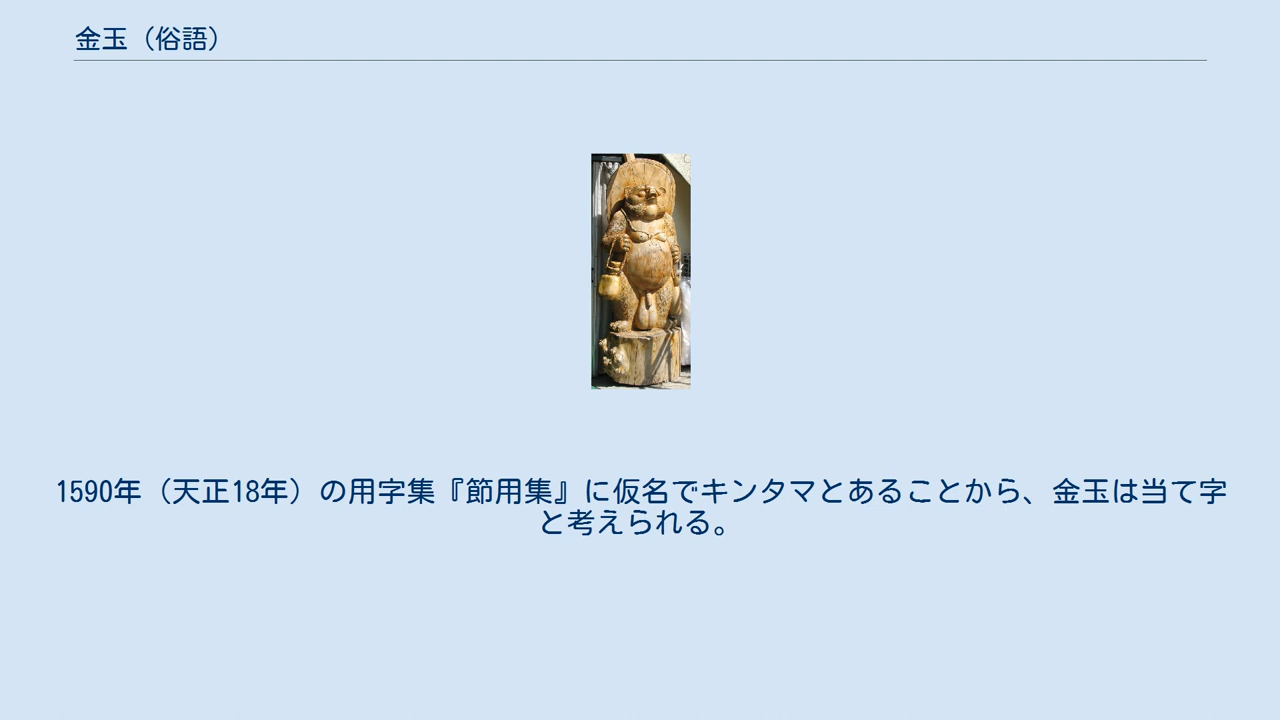 金玉（俗語）
1590年（天正18年）の用字集『節用集』に仮名でキンタマとあることから、金玉は当て字
と考えられる。